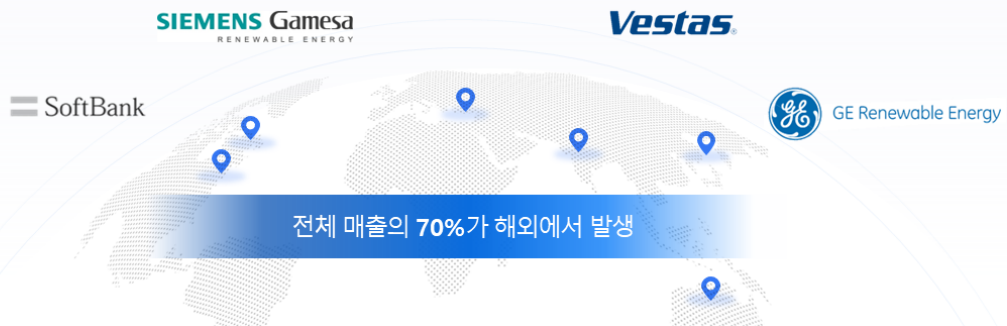 SIEMENS Gamesa
RENEWABLE ENERGY
Vestas
SoftBank
GE
GE Renewable Energy
전체 매출의 70%가 해외에서 발생